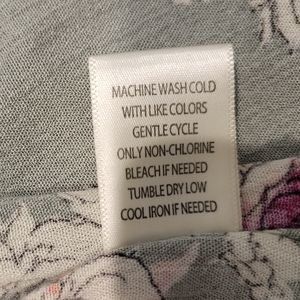 MACHINE WASH COLD
WITH LIKE COLORS
GENTLE CYCLE
ONLY NON-CHLORINE
BLEACH IF NEEDED
TUMBLE DRY LOW
COOL IRON IF NEEDED